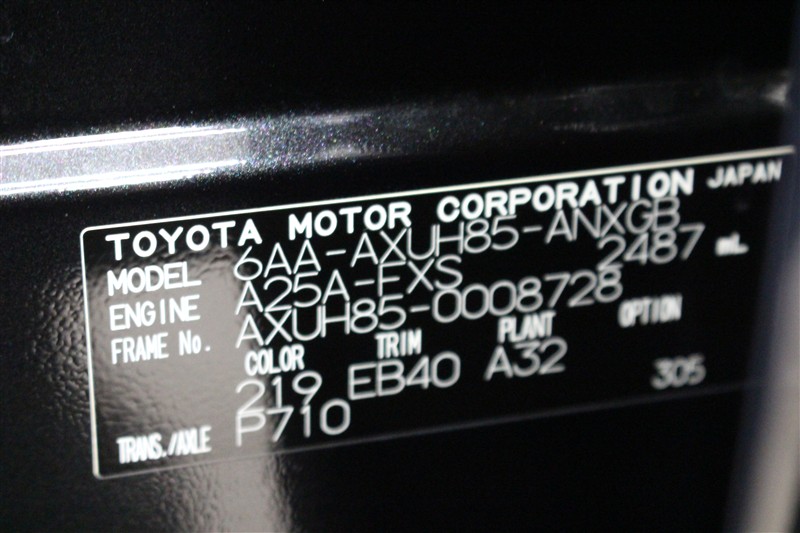 TOYOTA MOTOR CORPORATION JAPAN
MODEL 6AA-AXUH85-ANXGB
ENGINE A25A-FXS 2487 mL
FRAME No. AXUH85-0008728
COLOR TRIM PLANT OPTION
219 EB40 A32 305
TRANS./AXLE P710